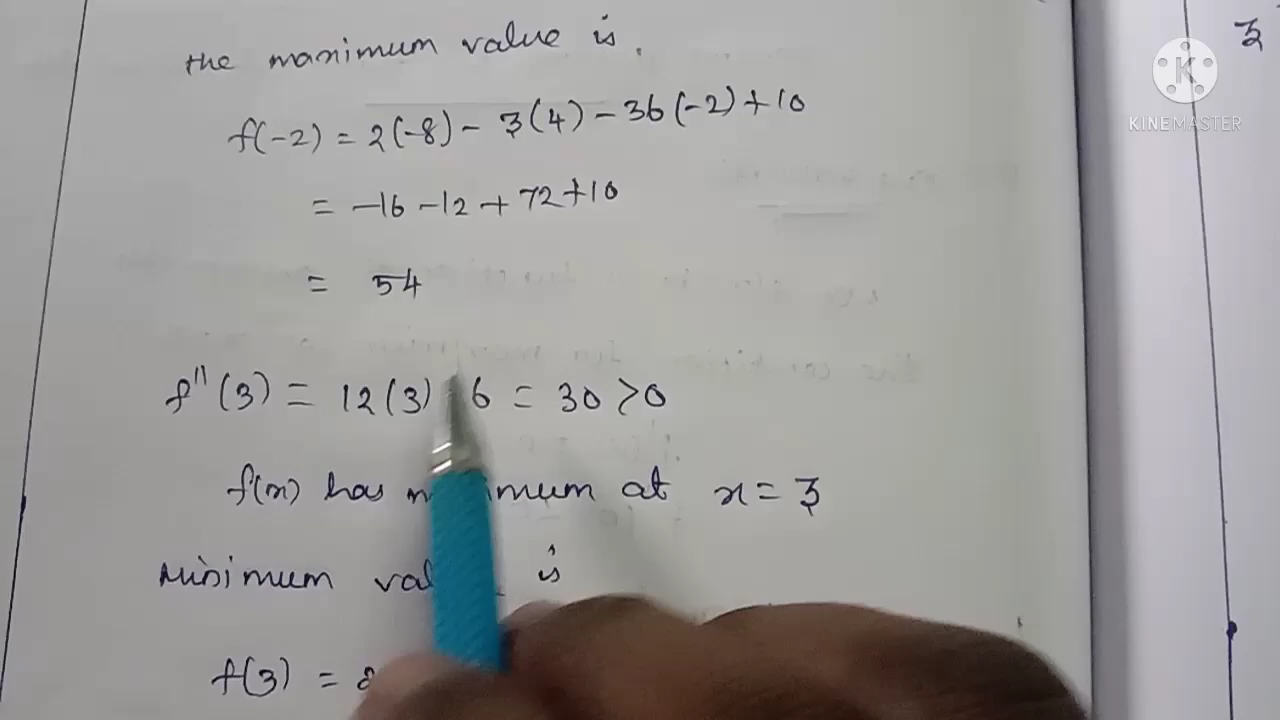 the maximum value is.
f(-2) = 2(-8) - 3(4) - 36(-2) + 10
= -16 - 12 + 72 + 10
= 54
f''(3) = 12(3) 6 = 30 > 0
f(x) has at x = 3
Minimum is
f(3) =
3
K
KINEMASTER